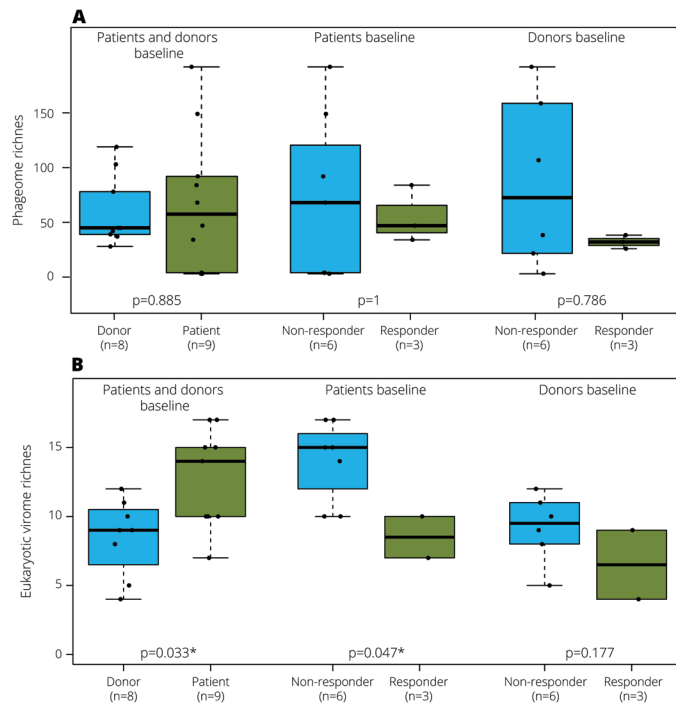 A
Patients and donors
baseline
Patients baseline
Donors baseline
Phageome richnes
150
100
50
0
p=0.885
p=1
p=0.786
Donor
(n=8)
Patient
(n=9)
Non-responder
(n=6)
Responder
(n=3)
Non-responder
(n=6)
Responder
(n=3)
B
Patients and donors
baseline
Patients baseline
Donors baseline
Eukaryotic virome richnes
15
10
5
0
p=0.033*
p=0.047*
p=0.177
Donor
(n=8)
Patient
(n=9)
Non-responder
(n=6)
Responder
(n=3)
Non-responder
(n=6)
Responder
(n=3)